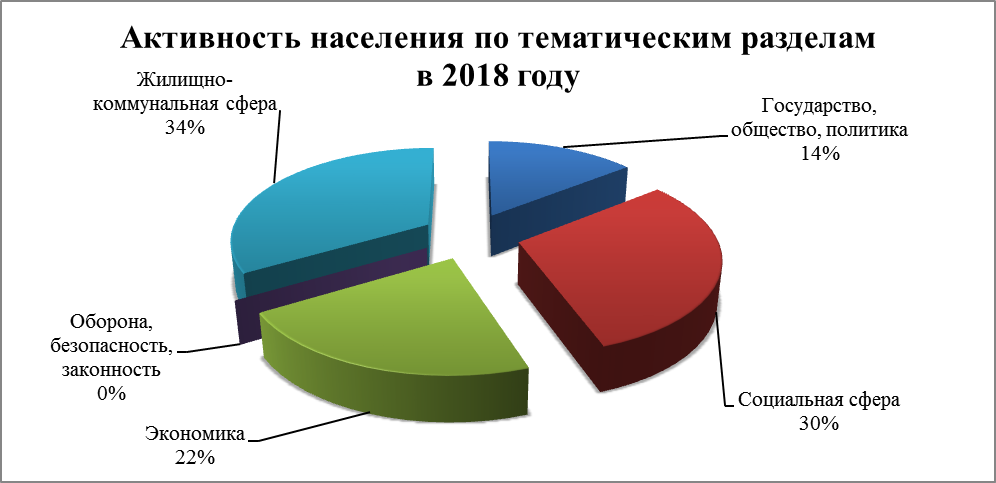 Активность населения по тематическим разделам
в 2018 году
Жилищно-
коммунальная сфера
34%
Государство,
общество, политика
14%
Оборона,
безопасность,
законность
0%
Социальная сфера
30%
Экономика
22%